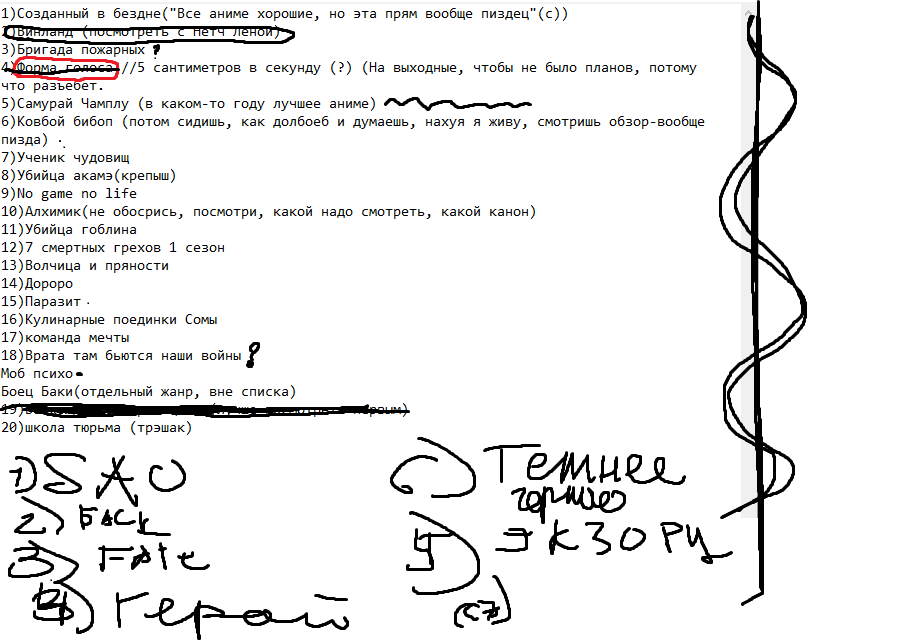 1)Созданный в бездне("Все аниме хорошие, но эта прям вообще пиздец"(с))
2)Винланд (посмотреть с Нетч Леной)
3)Бригада пожарных ?
4)Форма голоса //5 сантиметров в секунду (?) (На выходные, чтобы не было планов, потому
что разъебет.
5)Самурай Чамплу (в каком-то году лучшее аниме)
6)Ковбой бибоп (потом сидишь, как долбоеб и думаешь, нахуя я живу, смотришь обзор-вообще
пизда)
7)Ученик чудовищ
8)Убийца акамэ(крепыш)
9)No game no life
10)Алхимик(не обосрись, посмотри, какой надо смотреть, какой канон)
11)Убийца гоблина
12)7 смертных грехов 1 сезон
13)Волчица и пряности
14)Дороро
15)Паразит
16)Кулинарные поединки Сомы
17)команда мечты
18)Врата там бьются наши войны ?
Моб психо
Боец Баки(отдельный жанр, вне списка)
19)
20)школа тюрьма (трэшак)
1) SAO
2)
3) FATE
4) Герой
6) Темнее
черного
5) ЭКЗОРЦ